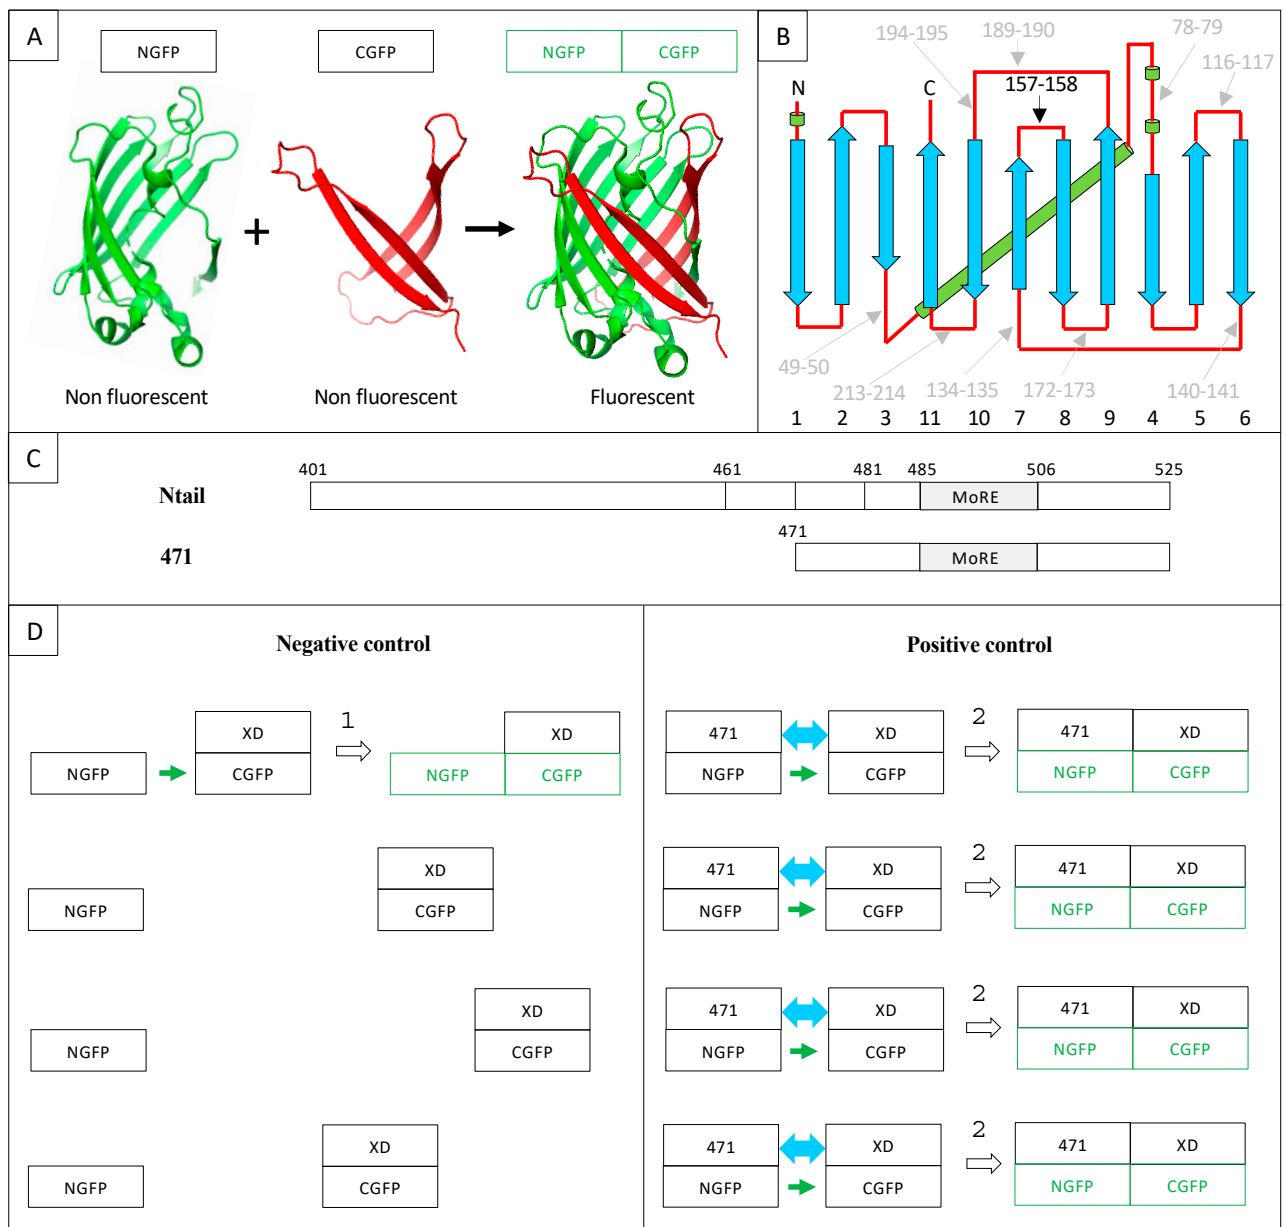 A
NGFP
CGFP
NGFP CGFP
Non fluorescent
Non fluorescent
Fluorescent
B
194-195
189-190
78-79
116-117
157-158
N
C
49-50
213-214
134-135
172-173
140-141
1 2 3 11 10 7 8 9 4 5 6
C
401 461 481 485 506 525
Ntail
MoRE
471
471
MoRE
D
Negative control
XD
1
XD
NGFP
CGFP
NGFP
CGFP
XD
NGFP
CGFP
XD
NGFP
CGFP
XD
NGFP
CGFP
Positive control
471 XD 2 471 XD
NGFP CGFP NGFP CGFP
471 XD 2 471 XD
NGFP CGFP NGFP CGFP
471 XD 2 471 XD
NGFP CGFP NGFP CGFP
471 XD 2 471 XD
NGFP CGFP NGFP CGFP